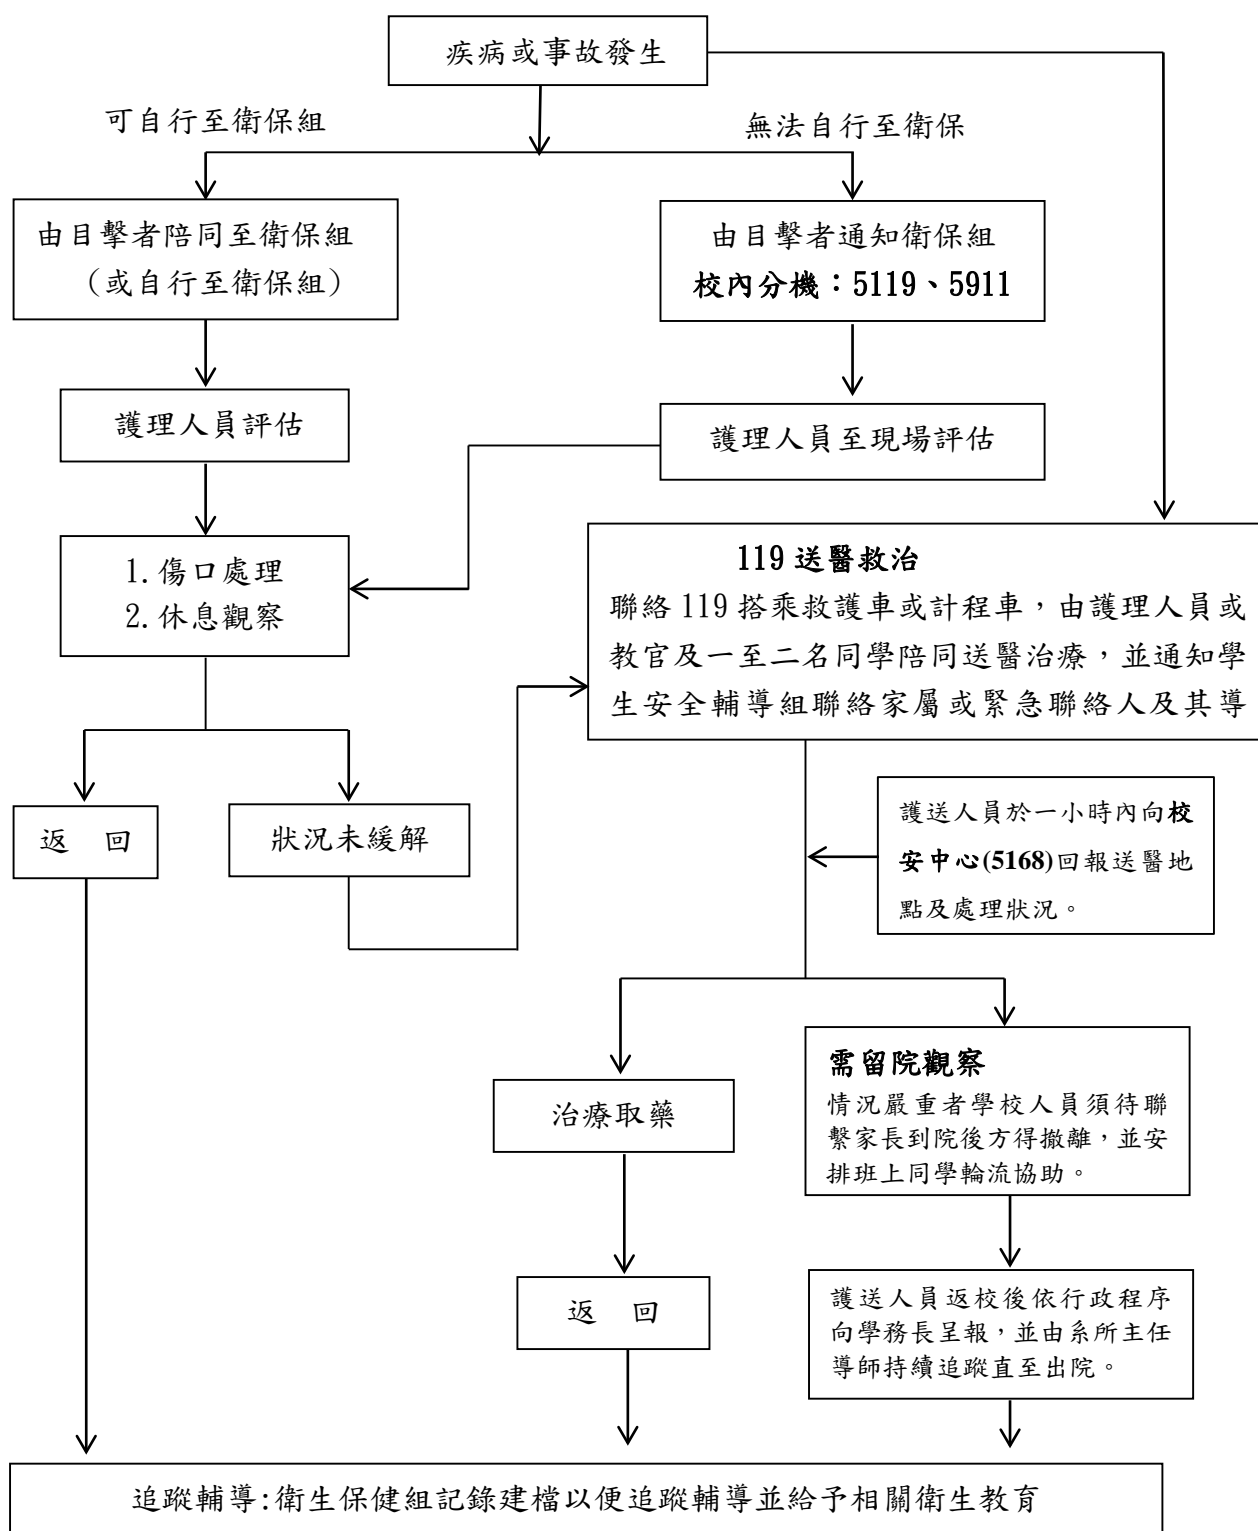 疾病或事故發生
可自行至衛保組
無法自行至衛保
由目擊者陪同至衛保組
（或自行至衛保組）
由目擊者通知衛保組
校內分機：5119、5911
護理人員評估
護理人員至現場評估
1.傷口處理
2.休息觀察
119 送醫救治
聯絡 119 搭乘救護車或計程車，由護理人員或
教官及一至二名同學陪同送醫治療，並通知學
生安全輔導組聯絡家屬或緊急聯絡人及其導
返 回
狀況未緩解
護送人員於一小時內向校
安中心(5168)回報送醫地
點及處理狀況。
治療取藥
需留院觀察
情況嚴重者學校人員須待聯
繫家長到院後方得撤離，並安
排班上同學輪流協助。
返 回
護送人員返校後依行政程序
向學務長呈報，並由系所主任
導師持續追蹤直至出院。
追蹤輔導:衛生保健組記錄建檔以便追蹤輔導並給予相關衛生教育